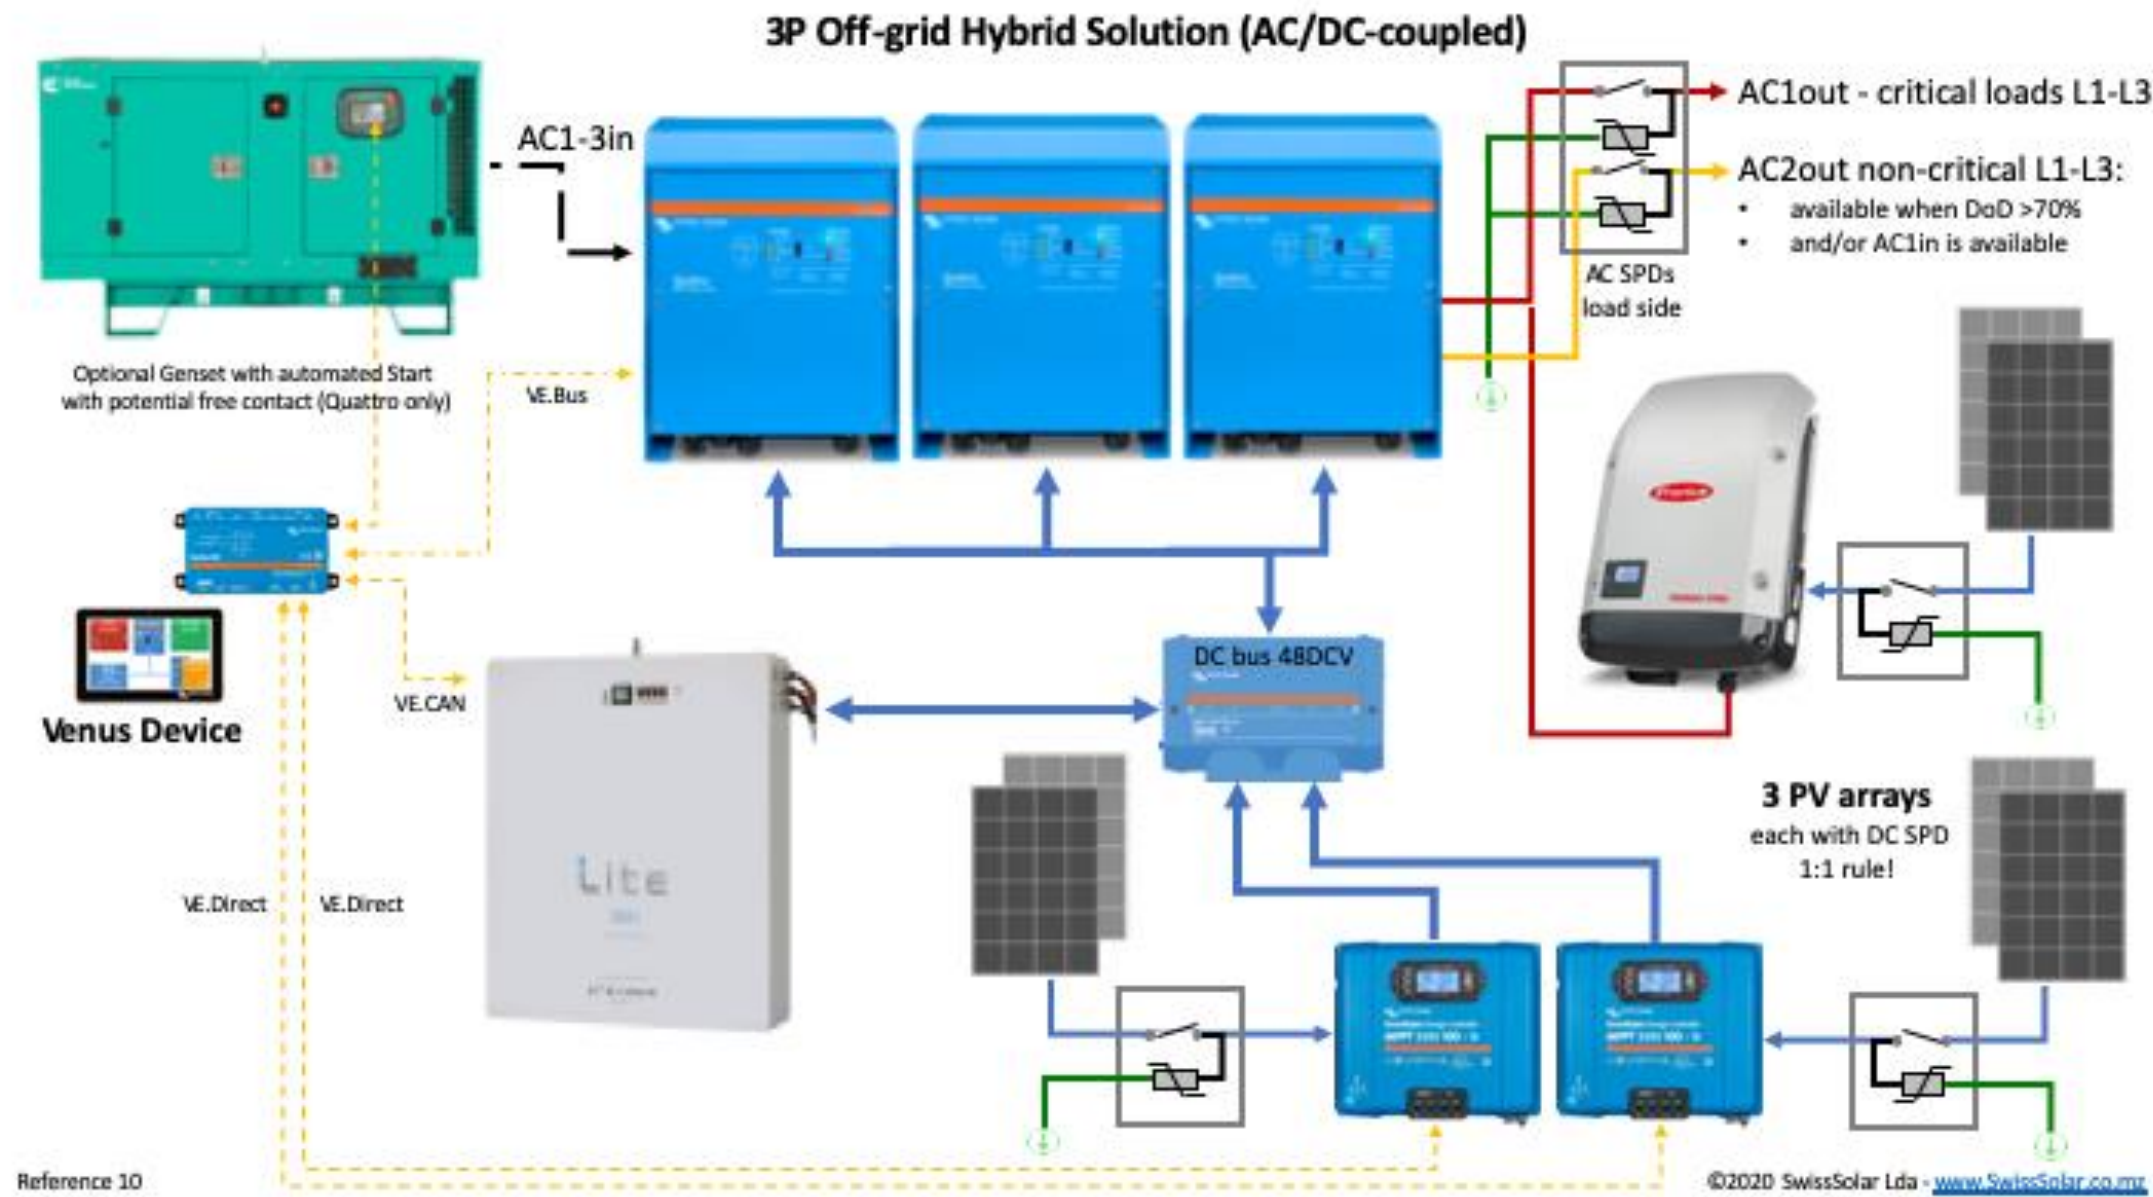 3P Off-grid Hybrid Solution (AC/DC-coupled)
AC1-3in
AC1out - critical loads L1-L3
AC2out non-critical L1-L3:
• available when DoD >70%
• and/or AC1in is available
AC SPDs
load side
Optional Genset with automated Start
with potential free contact (Quattro only)
VE.Bus
Fronius
DC bus 48DCV
VE.CAN
Venus Device
3 PV arrays
each with DC SPD
1:1 rule!
Lite
VE.Direct
VE.Direct
Reference 10
©2020 SwissSolar Lda - www.SwissSolar.co.mz